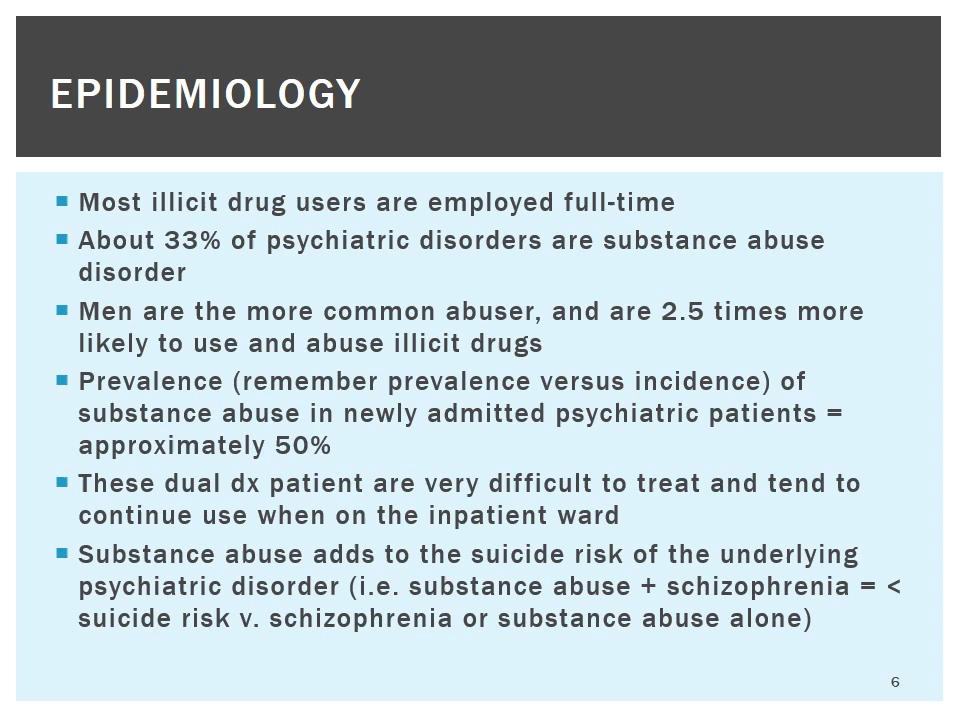 EPIDEMIOLOGY
Most illicit drug users are employed full-time
About 33% of psychiatric disorders are substance abuse
disorder
Men are the more common abuser, and are 2.5 times more
likely to use and abuse illicit drugs
Prevalence (remember prevalence versus incidence) of
substance abuse in newly admitted psychiatric patients =
approximately 50%
These dual dx patient are very difficult to treat and tend to
continue use when on the inpatient ward
Substance abuse adds to the suicide risk of the underlying
psychiatric disorder (i.e. substance abuse + schizophrenia = <
suicide risk v. schizophrenia or substance abuse alone)
6